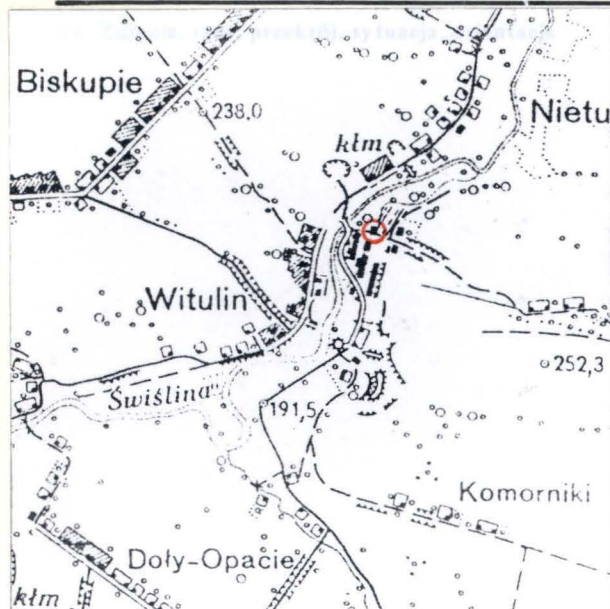 Biskupie
238,0
Nietu
kłm
Witulin
Świślina
252,3
191,5
Komorniki
Doły-Opacie
kłm